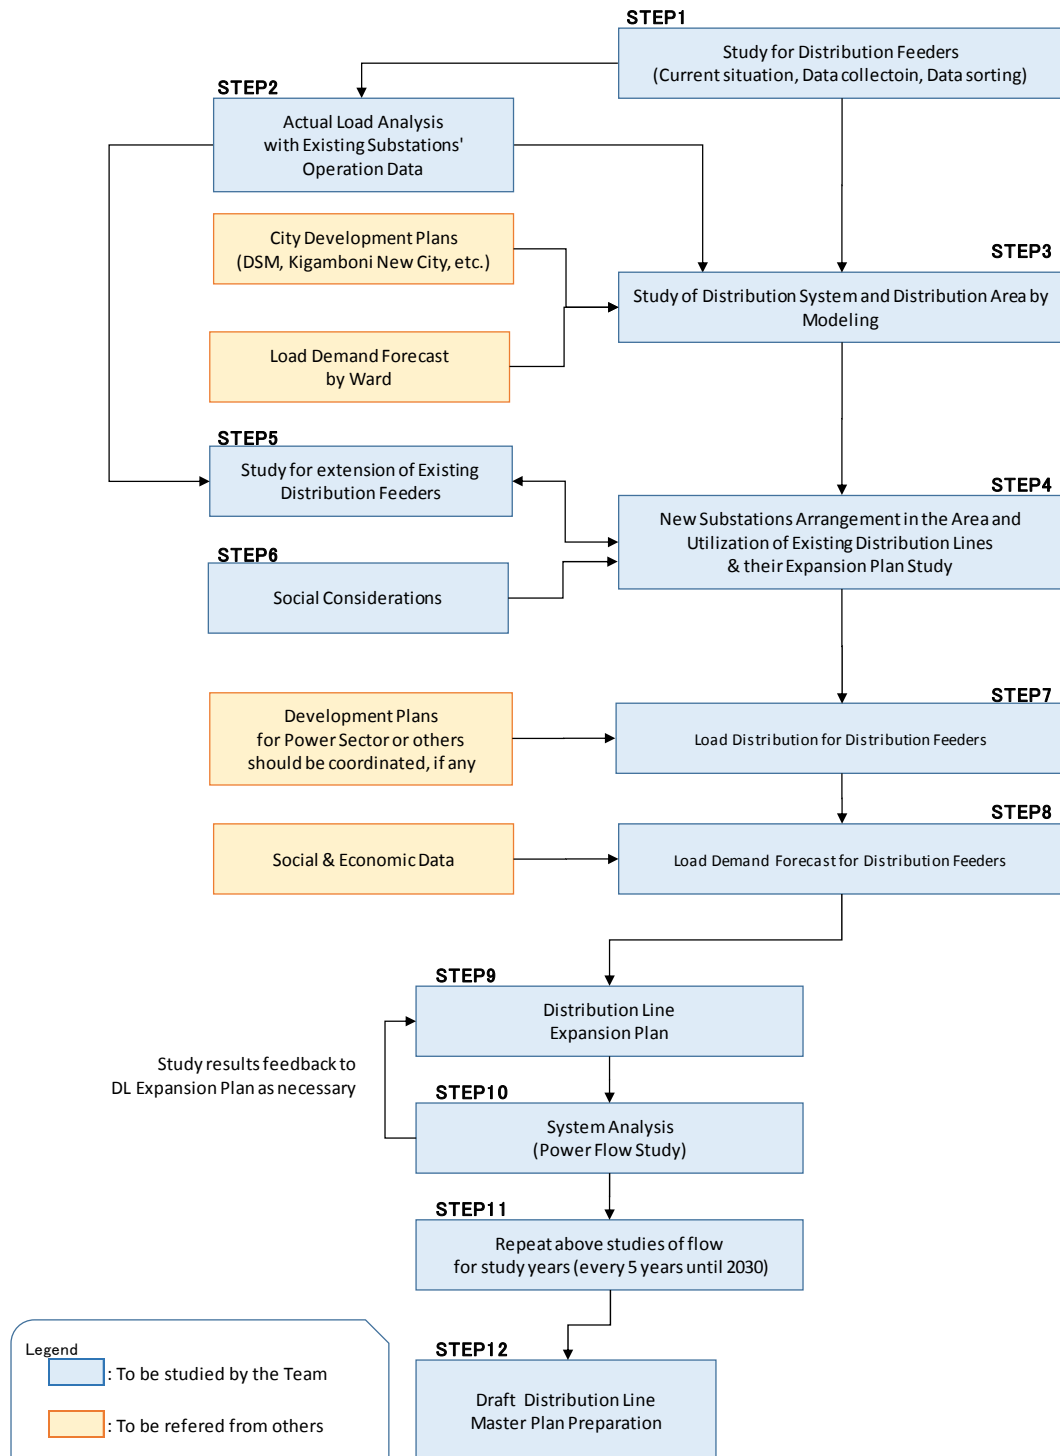 STEP1
Study for Distribution Feeders
(Current situation, Data collectoin, Data sorting)
STEP2
Actual Load Analysis
with Existing Substations'
Operation Data
City Development Plans
(DSM, Kigamboni New City, etc.)
STEP3
Study of Distribution System and Distribution Area by
Modeling
Load Demand Forecast
by Ward
STEP5
Study for extension of Existing
Distribution Feeders
STEP4
New Substations Arrangement in the Area and
Utilization of Existing Distribution Lines
& their Expansion Plan Study
STEP6
Social Considerations
Development Plans
for Power Sector or others
should be coordinated, if any
STEP7
Load Distribution for Distribution Feeders
STEP8
Social & Economic Data
Load Demand Forecast for Distribution Feeders
STEP9
Distribution Line
Expansion Plan
Study results feedback to
DL Expansion Plan as necessary
STEP10
System Analysis
(Power Flow Study)
STEP11
Repeat above studies of flow
for study years (every 5 years until 2030)
STEP12
Draft Distribution Line
Master Plan Preparation
Legend
: To be studied by the Team
: To be refered from others